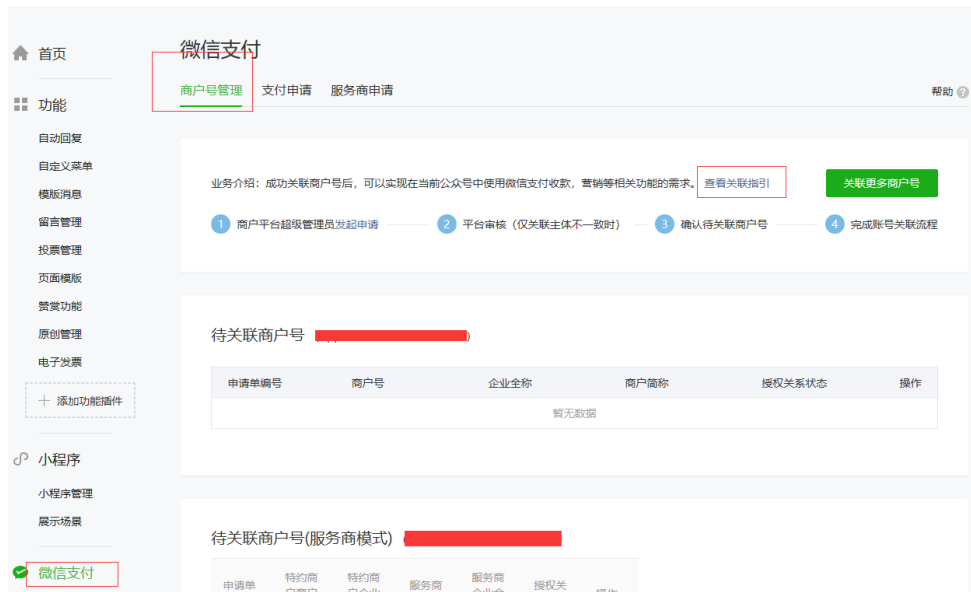 首页
功能
自动回复
自定义菜单
模版消息
留言管理
投票管理
页面模版
赞赏功能
原创管理
电子发票
添加功能插件
小程序
小程序管理
展示场景
微信支付
微信支付
商户号管理 支付申请 服务商申请
帮助 ?
业务介绍：成功关联商户号后，可以实现在当前公众号中使用微信支付收款，营销等相关功能的需求。 查看关联指引
关联更多商户号
1 商户平台超级管理员发起申请 2 平台审核（仅关联主体不一致时） 3 确认待关联商户号 4 完成账号关联流程
待关联商户号
申请单编号 商户号 企业全称 商户简称 授权关系状态 操作
暂无数据
待关联商户号(服务商模式)
申请单 特约商 特约商 服务商 服务商 授权关